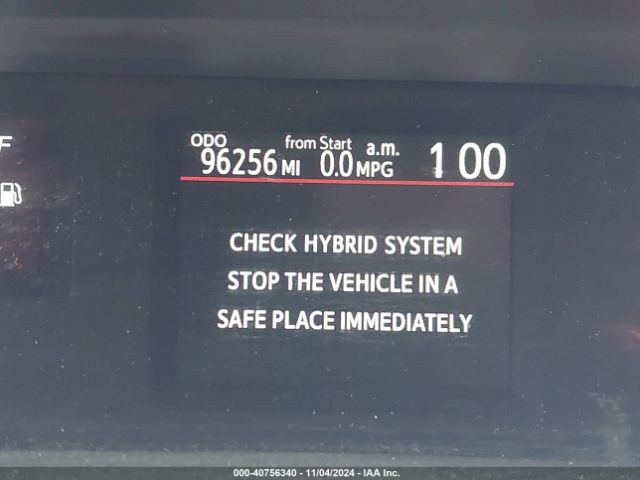 ODO from Start a.m. 1 00
96256 MI 0.0 MPG
F
CHECK HYBRID SYSTEM
STOP THE VEHICLE IN A
SAFE PLACE IMMEDIATELY
000-40756340 - 11/04/2024 - IAA Inc.